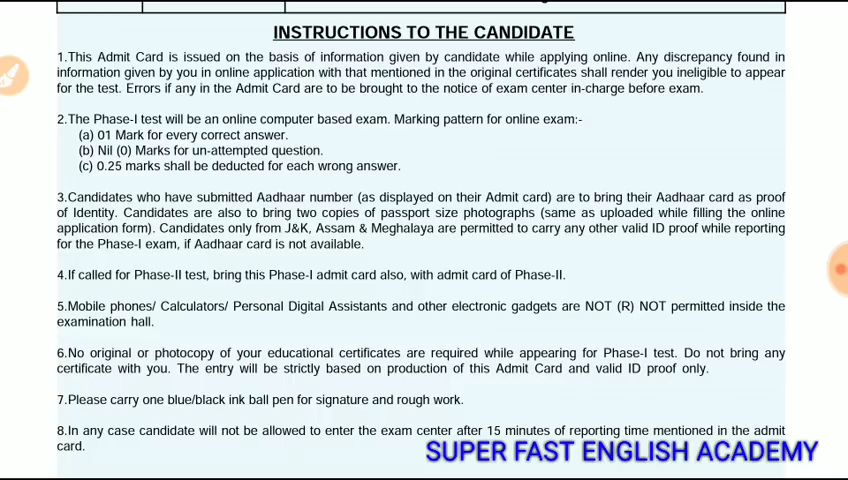 INSTRUCTIONS TO THE CANDIDATE
1.This Admit Card is issued on the basis of information given by candidate while applying online. Any discrepancy found in
information given by you in online application with that mentioned in the original certificates shall render you ineligible to appear
for the test. Errors if any in the Admit Card are to be brought to the notice of exam center in-charge before exam.
2.The Phase-I test will be an online computer based exam. Marking pattern for online exam:-
(a) 01 Mark for every correct answer.
(b) Nil (0) Marks for un-attempted question.
(c) 0.25 marks shall be deducted for each wrong answer.
3.Candidates who have submitted Aadhaar number (as displayed on their Admit card) are to bring their Aadhaar card as proof
of Identity. Candidates are also to bring two copies of passport size photographs (same as uploaded while filling the online
application form). Candidates only from J&K, Assam & Meghalaya are permitted to carry any other valid ID proof while reporting
for the Phase-I exam, if Aadhaar card is not available.
4.If called for Phase-II test, bring this Phase-I admit card also, with admit card of Phase-II.
5.Mobile phones/ Calculators/ Personal Digital Assistants and other electronic gadgets are NOT (R) NOT permitted inside the
examination hall.
6.No original or photocopy of your educational certificates are required while appearing for Phase-I test. Do not bring any
certificate with you. The entry will be strictly based on production of this Admit Card and valid ID proof only.
7.Please carry one blue/black ink ball pen for signature and rough work.
8.In any case candidate will not be allowed to enter the exam center after 15 minutes of reporting time mentioned in the admit
card.
SUPER FAST ENGLISH ACADEMY